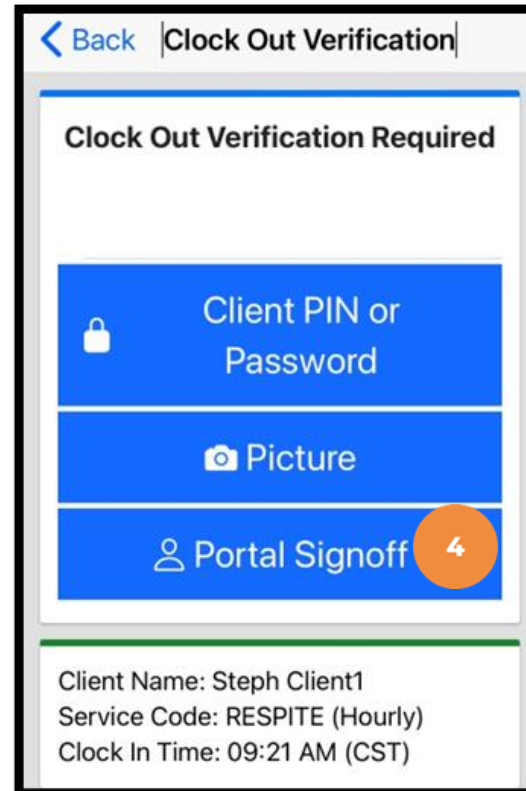 Back Clock Out Verification
Clock Out Verification Required
Client PIN or
Password
Picture
Portal Signoff 4
Client Name: Steph Client1
Service Code: RESPITE (Hourly)
Clock In Time: 09:21 AM (CST)